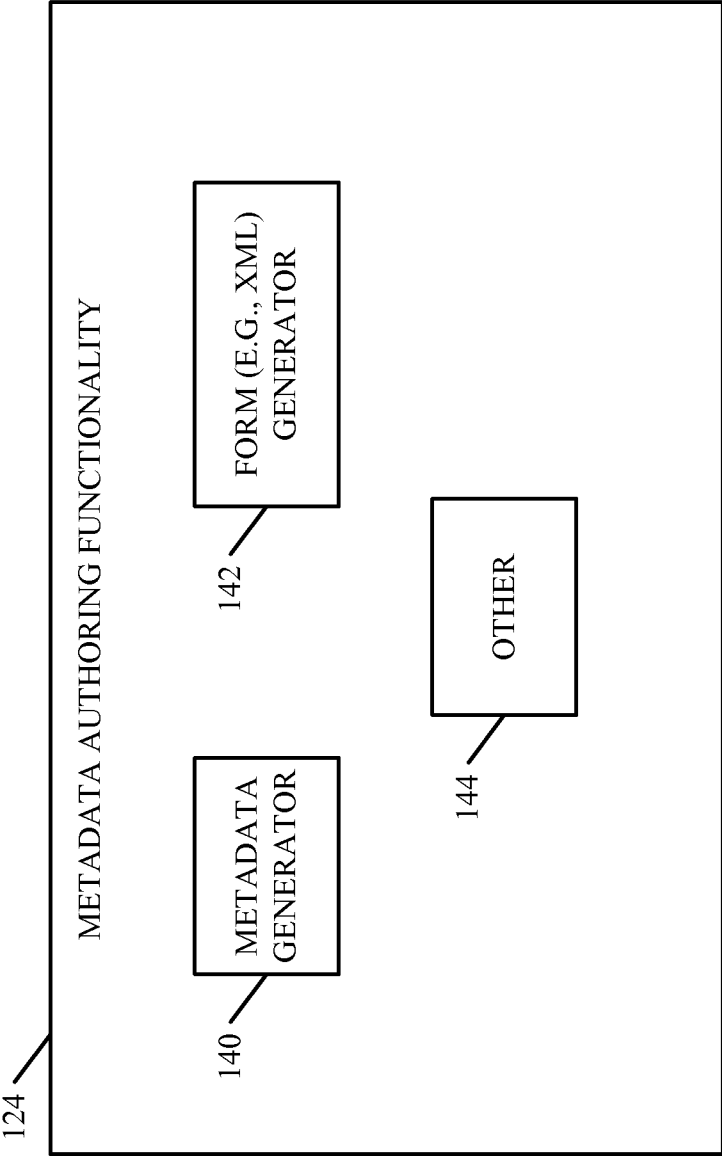 124
METADATA AUTHORING FUNCTIONALITY
METADATA
GENERATOR
140
FORM (E.G., XML)
GENERATOR
142
OTHER
144